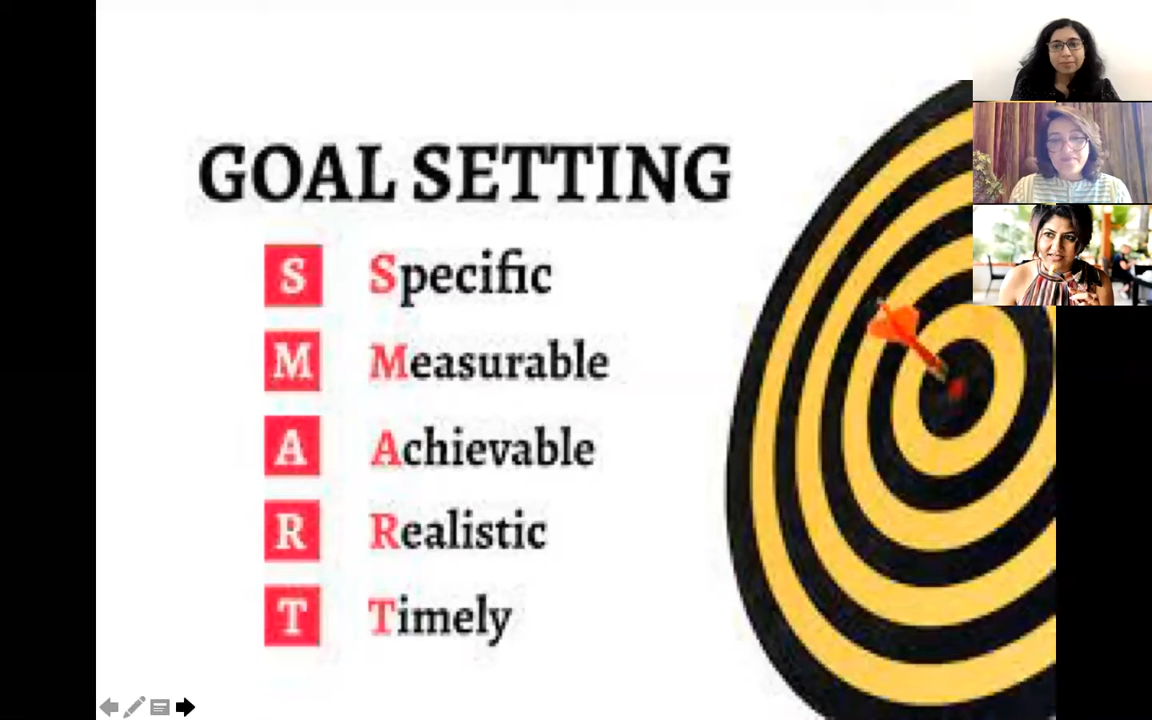 GOAL SETTING
S Specific
M Measurable
A Achievable
R Realistic
T Timely